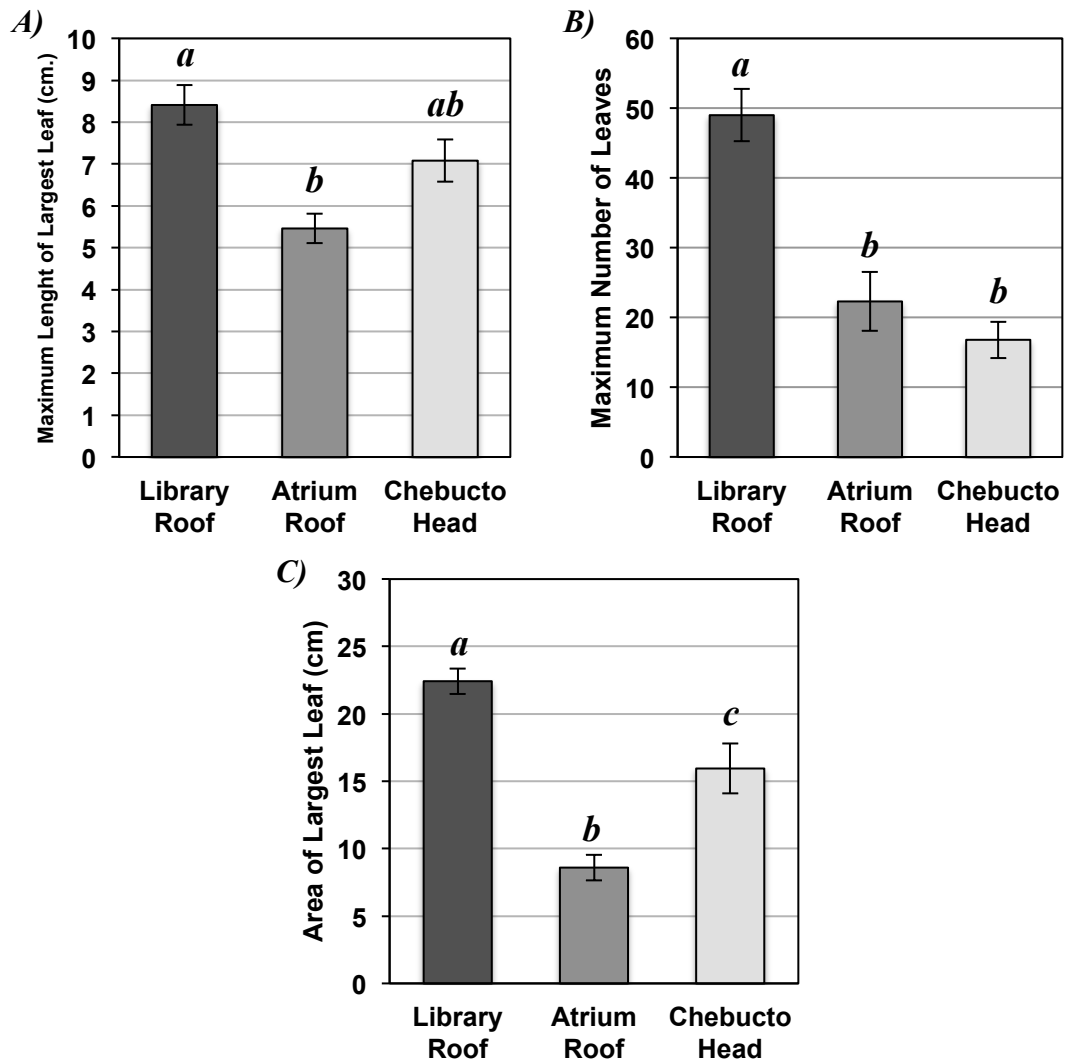 A)
Maximum Lenght of Largest Leaf (cm.)
10
9
8
7
6
5
4
3
2
1
0
a
b
ab
Library Roof
Atrium Roof
Chebucto Head
B)
Maximum Number of Leaves
60
50
40
30
20
10
0
a
b
b
Library Roof
Atrium Roof
Chebucto Head
C)
Area of Largest Leaf (cm)
30
25
20
15
10
5
0
a
b
c
Library Roof
Atrium Roof
Chebucto Head